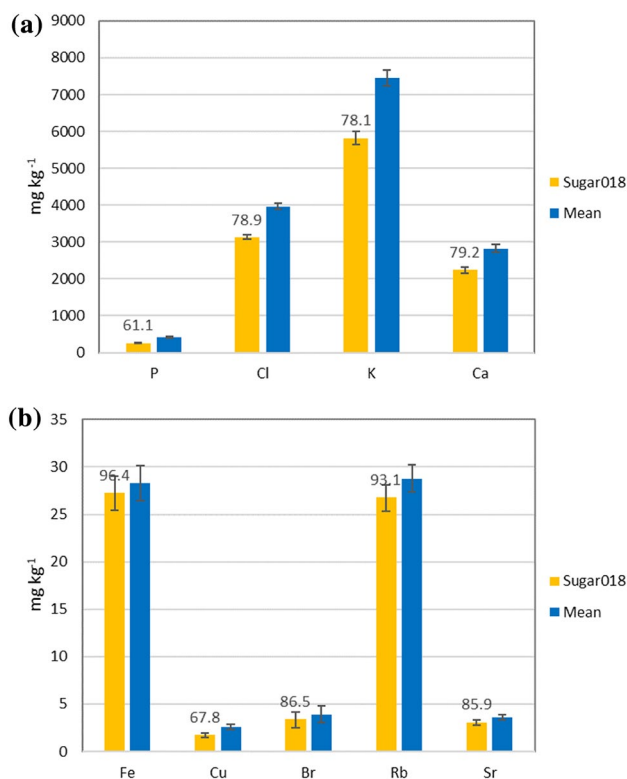 (a)
9000
8000
7000
6000
5000
4000
3000
2000
1000
0
mg kg⁻¹
61.1
78.9
78.1
79.2
P Cl K Ca
Sugar018
Mean
(b)
35
30
25
20
15
10
5
0
mg kg⁻¹
96.4
67.8
86.5
93.1
85.9
Fe Cu Br Rb Sr
Sugar018
Mean